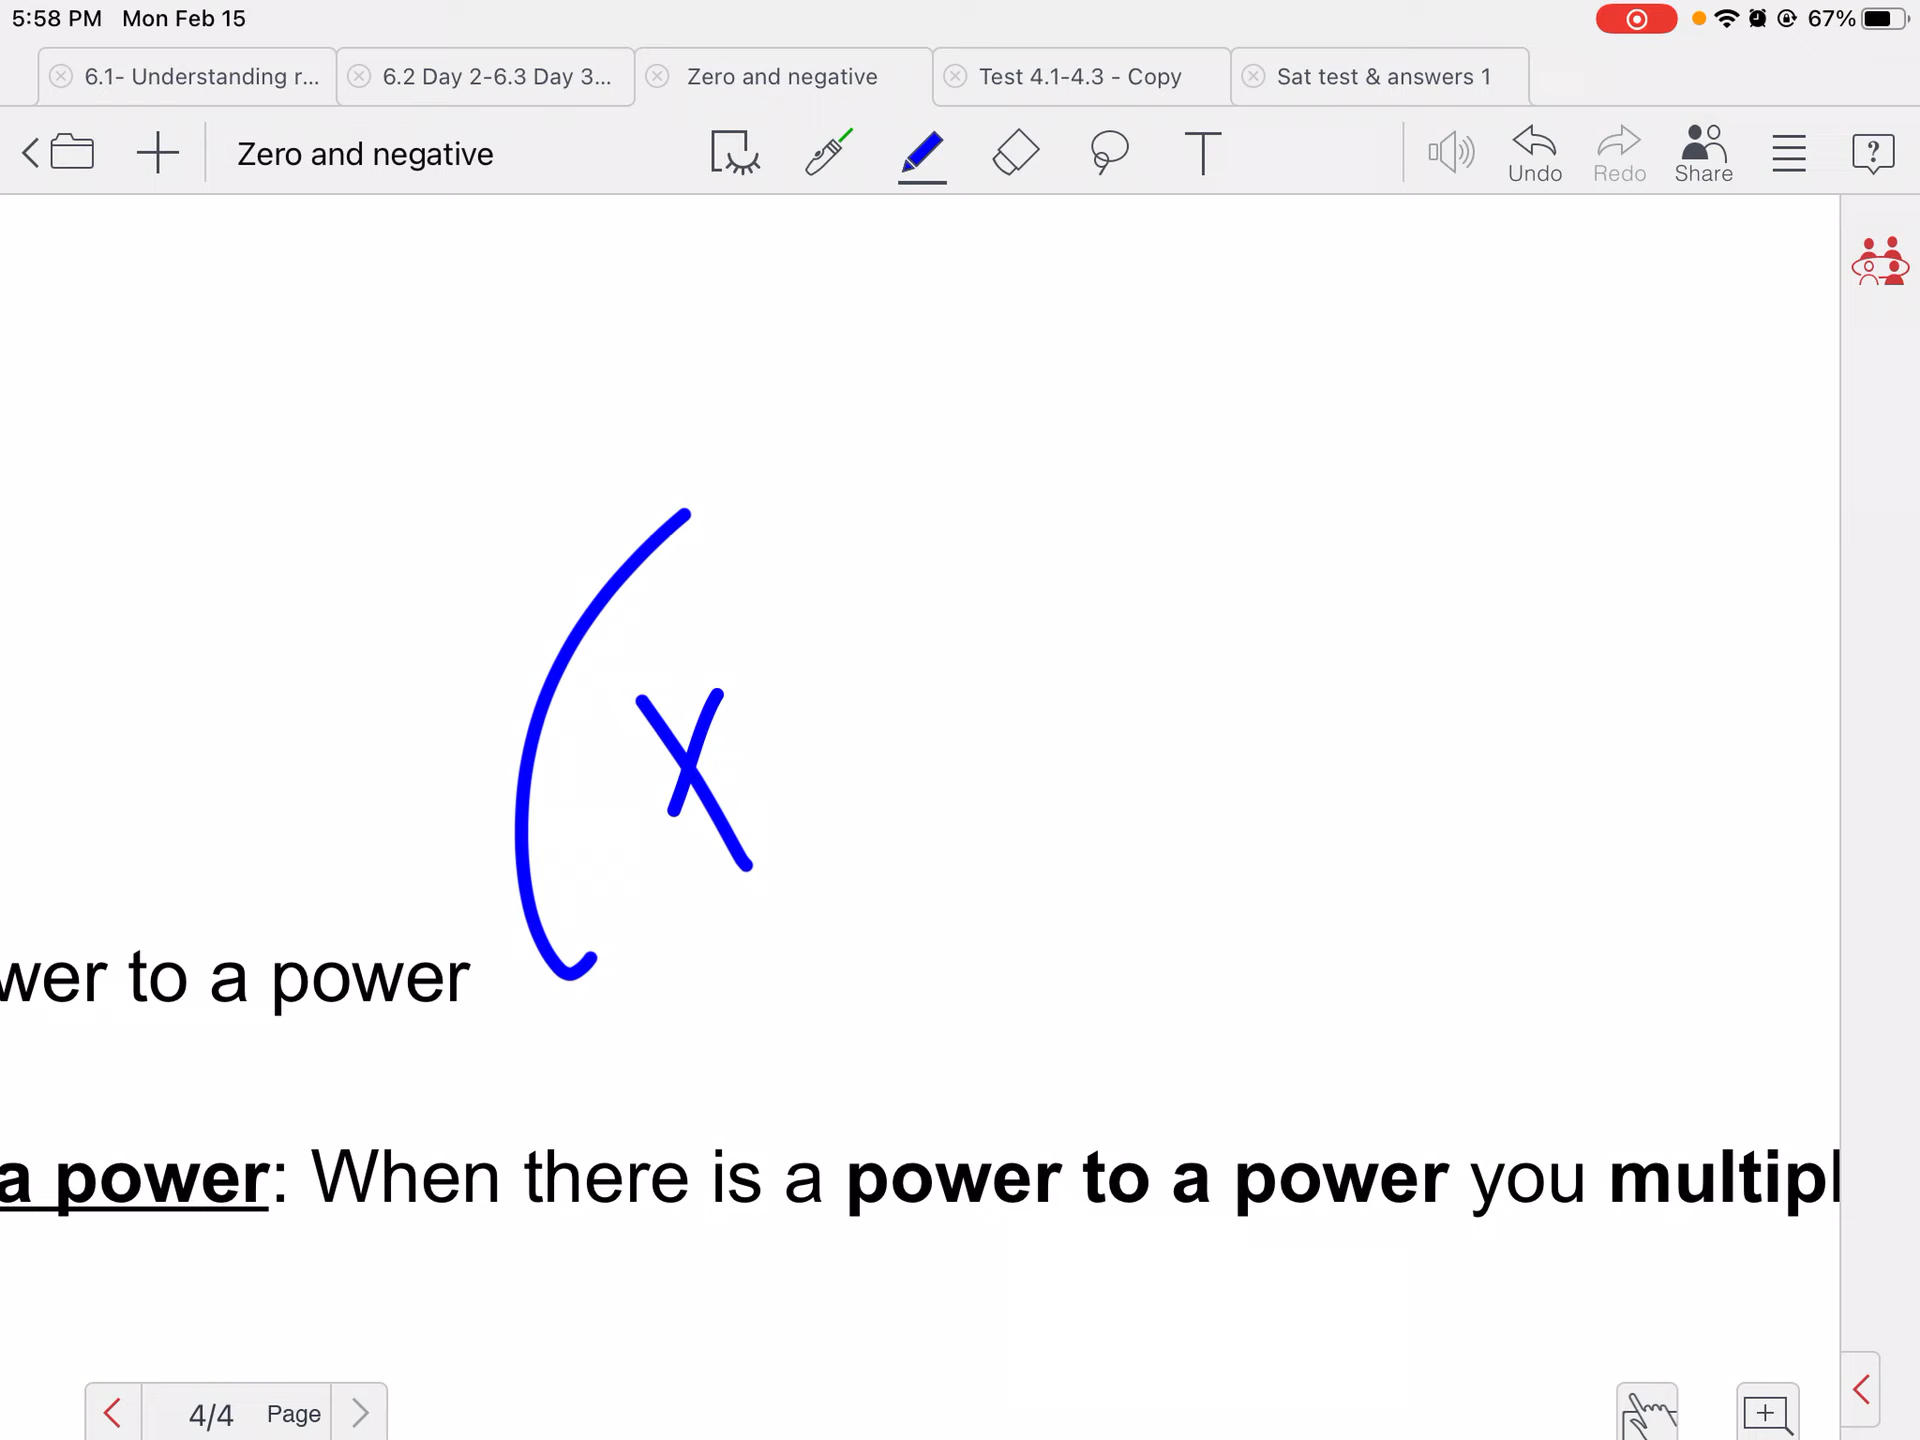 5:58 PM Mon Feb 15 67%
6.1- Understanding r... 6.2 Day 2-6.3 Day 3... Zero and negative Test 4.1-4.3 - Copy Sat test & answers 1
Zero and negative T Undo Redo Share ?
(x
wer to a power
a power: When there is a power to a power you multipl
4/4 Page